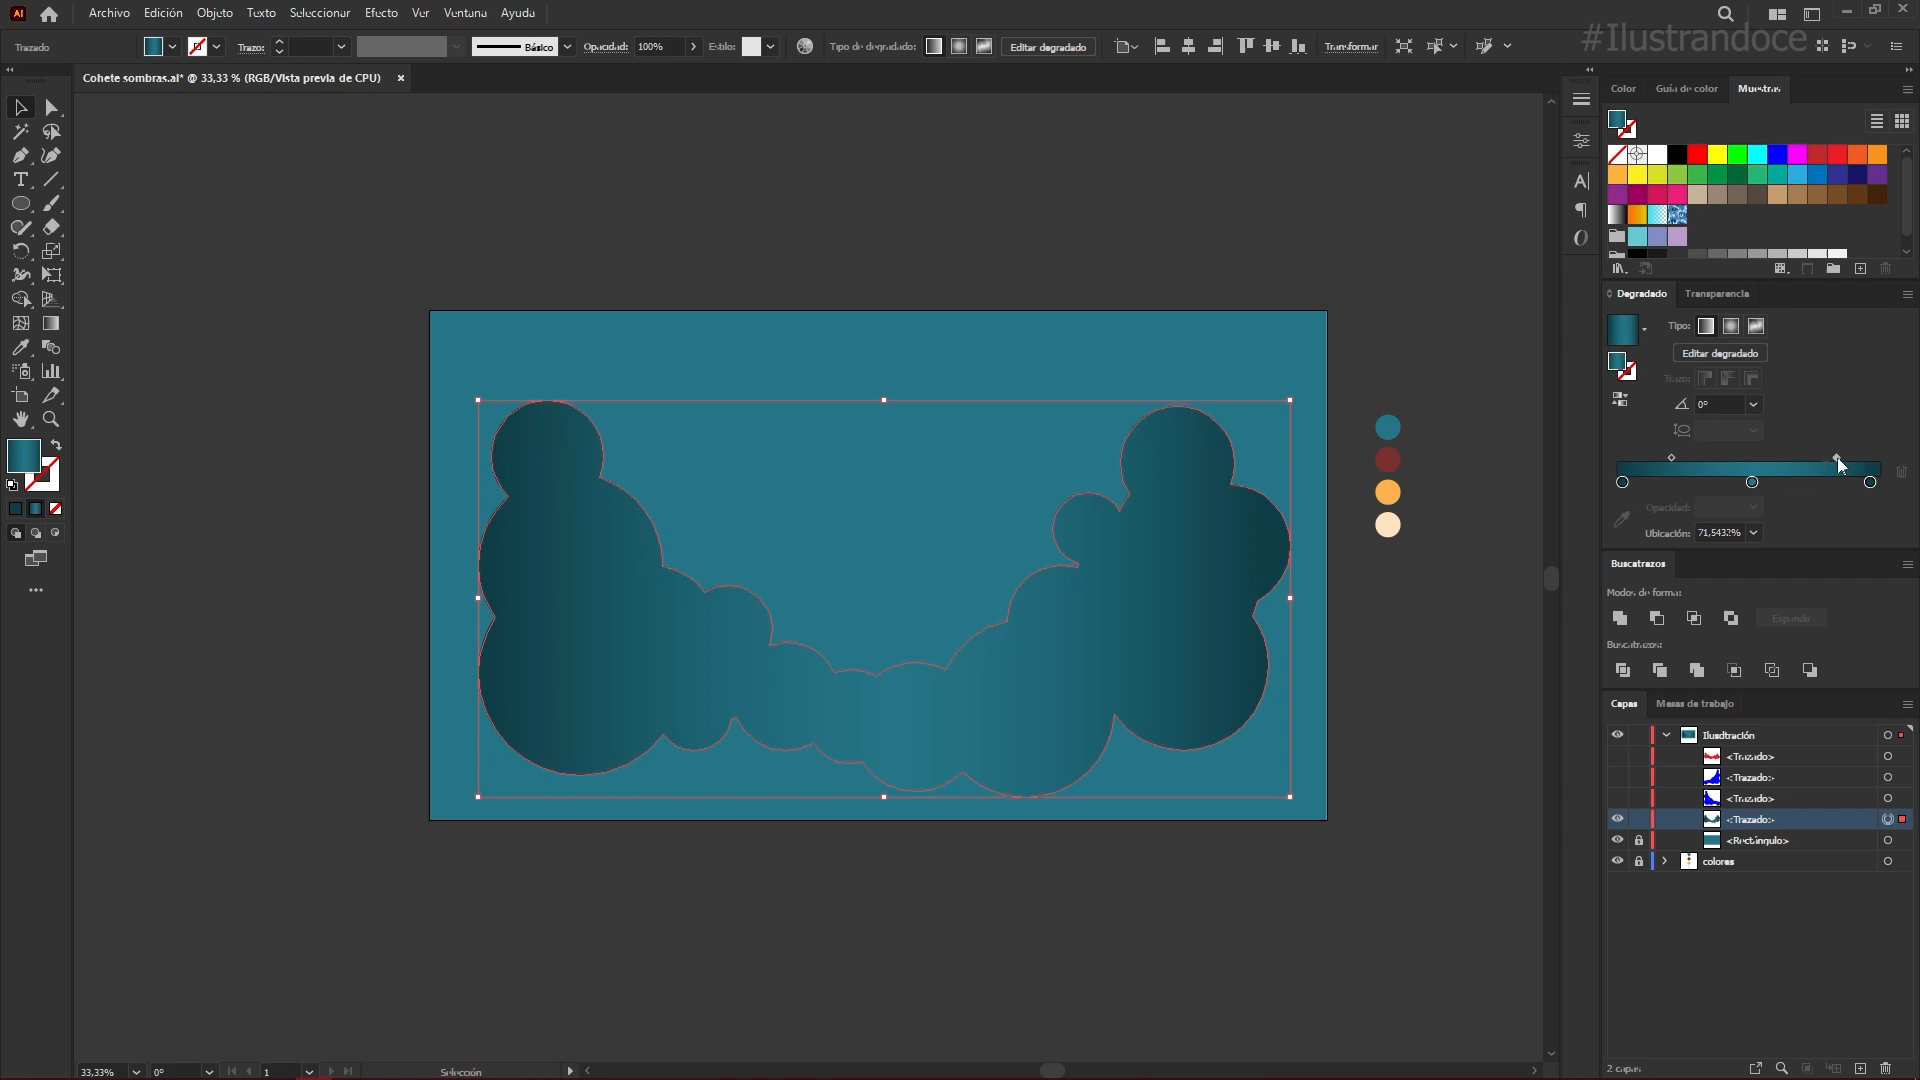 Ai Archivo Edición Objeto Texto Seleccionar Efecto Ver Ventana Ayuda
#Ilustrandoce
Trazado Trazo: Básico Opacidad: 100% Estilo: Tipo de degradado: Editar degradado Transformar
Cohete sombras.ai* @ 33,33 % (RGB/Vista previa de CPU) ×
Color Guía de color Muestras
Degradado Transparencia
Tipo:
Editar degradado
Trazo:
0°
Opacidad:
Ubicación: 71,5432%
Buscatrazos
Modos de forma:
Expandir
Buscatrazos:
Capas Mesas de trabajo
Ilusdtración
<Trazado>
<Trazado>
<Trazado>
<Trazado>
<Rectángulo>
colores
33,33% 0° 1 Selección
2 capas